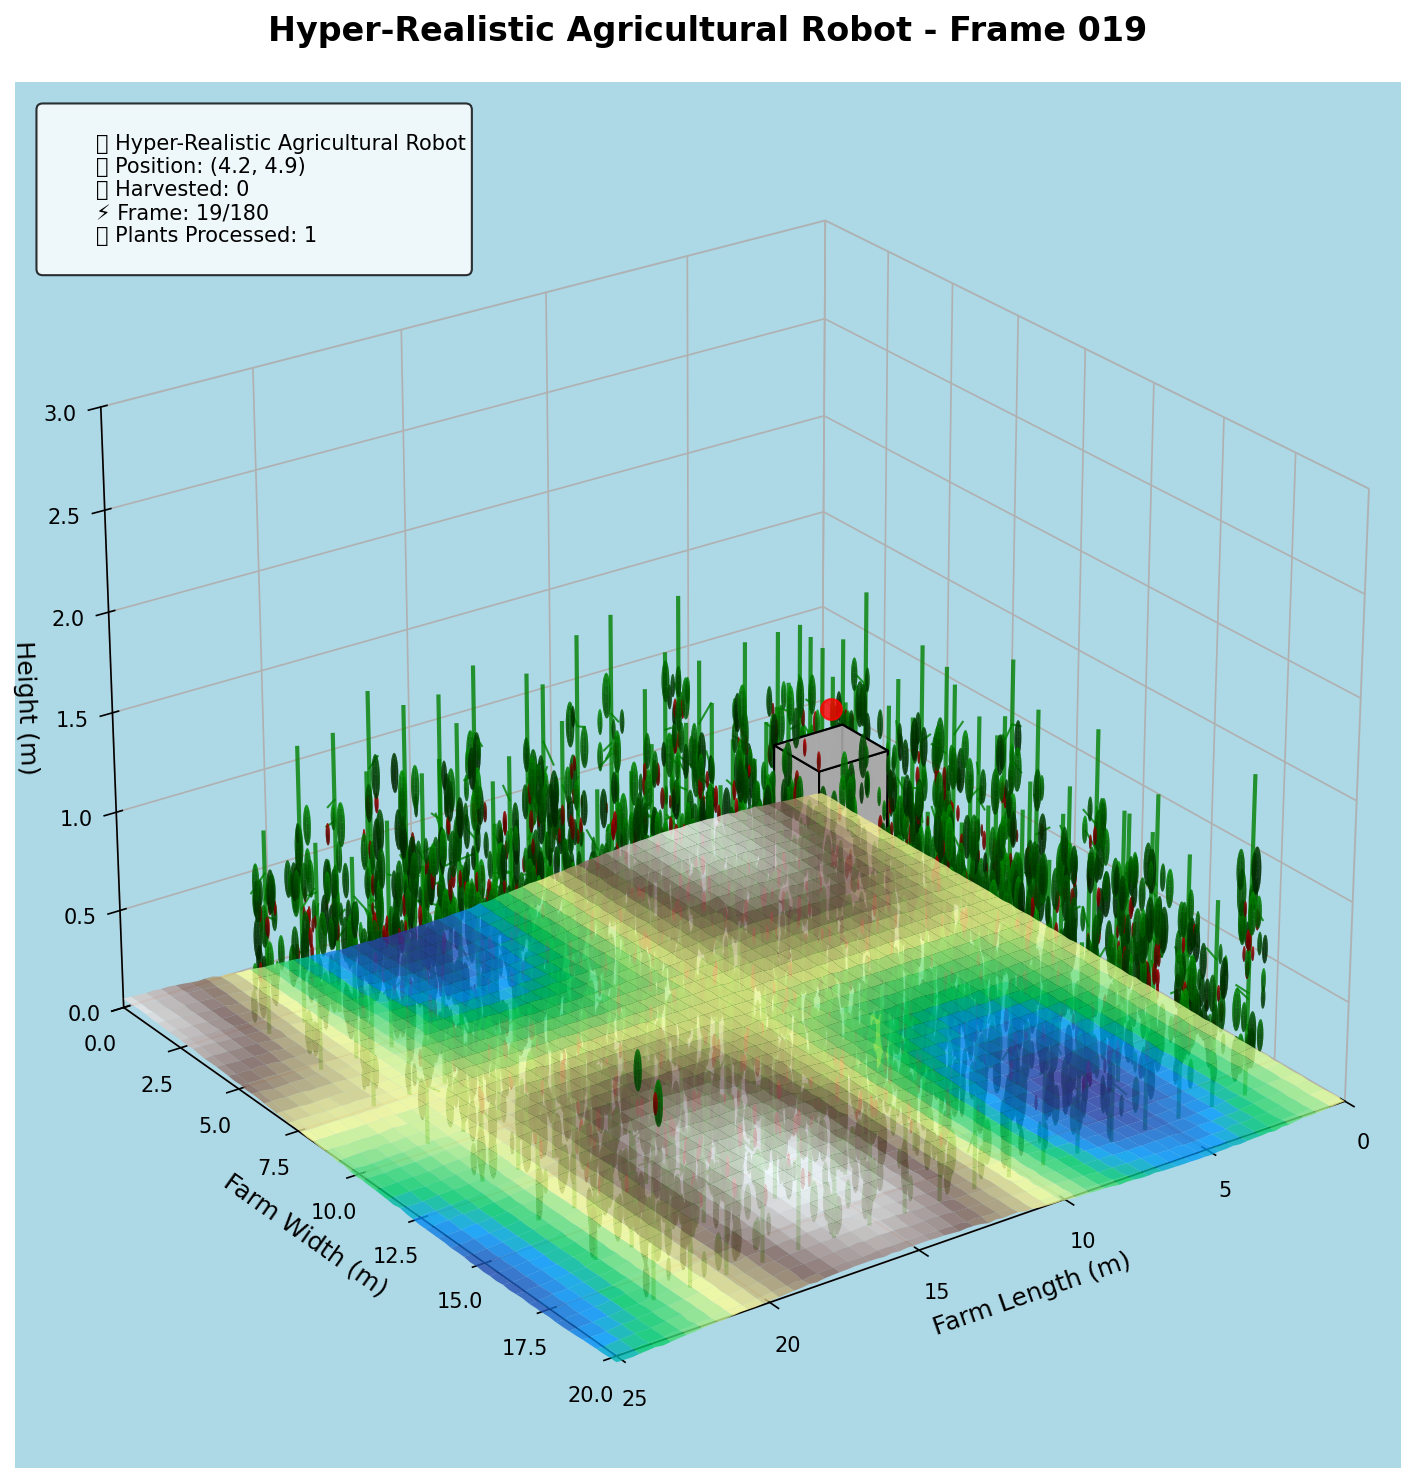 Hyper-Realistic Agricultural Robot - Frame 019
▯ Hyper-Realistic Agricultural Robot
▯ Position: (4.2, 4.9)
▯ Harvested: 0
⚡ Frame: 19/180
▯ Plants Processed: 1
3.0
2.5
2.0
1.5
1.0
0.5
0.0
Height (m)
0.0
2.5
5.0
7.5
10.0
12.5
15.0
17.5
20.0
Farm Width (m)
0
5
10
15
20
25
Farm Length (m)